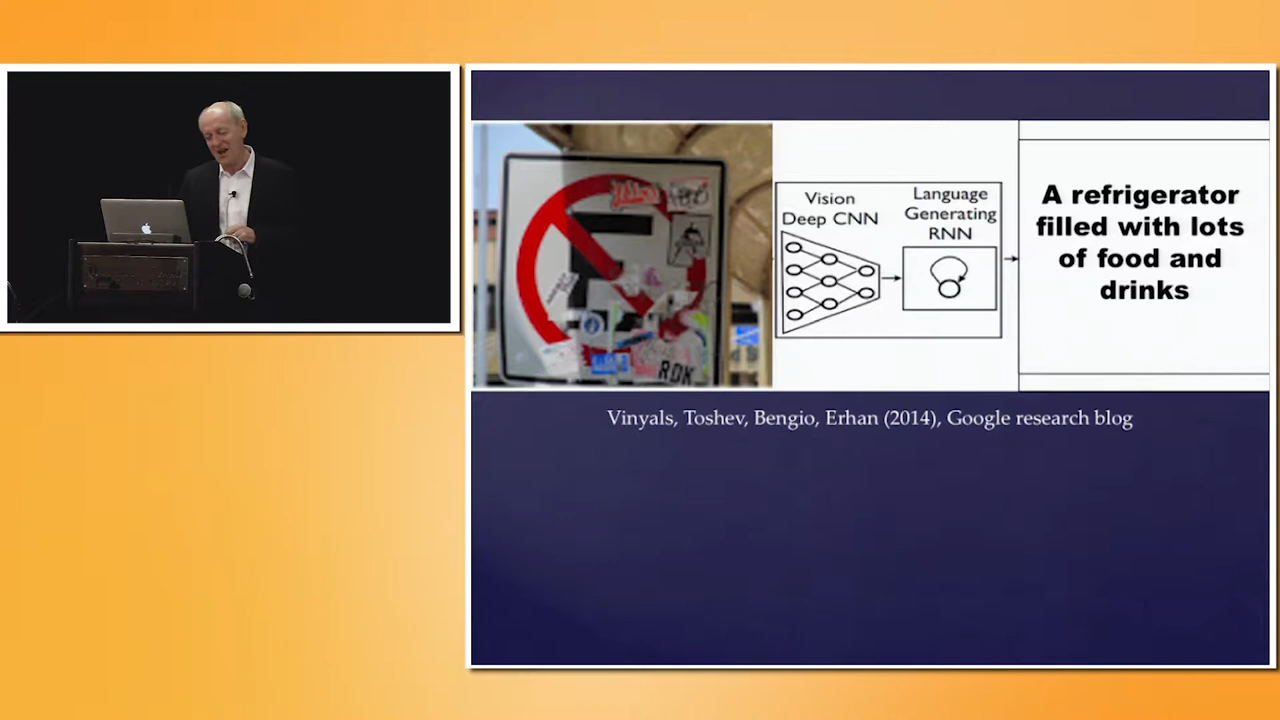 Vision
Deep CNN
Language
Generating
RNN
A refrigerator
filled with lots
of food and
drinks
RDK
Vinyals, Toshev, Bengio, Erhan (2014), Google research blog